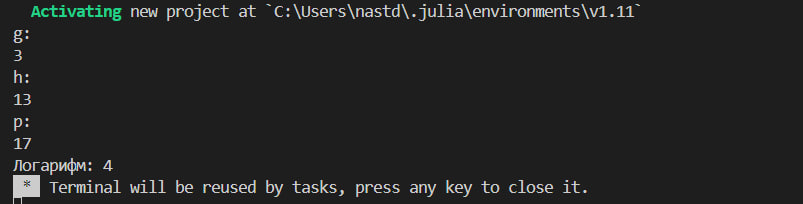 Activating new project at `C:\Users\nastd\.julia\environments\v1.11`
g:
3
h:
13
p:
17
Логарифм: 4
* Terminal will be reused by tasks, press any key to close it.